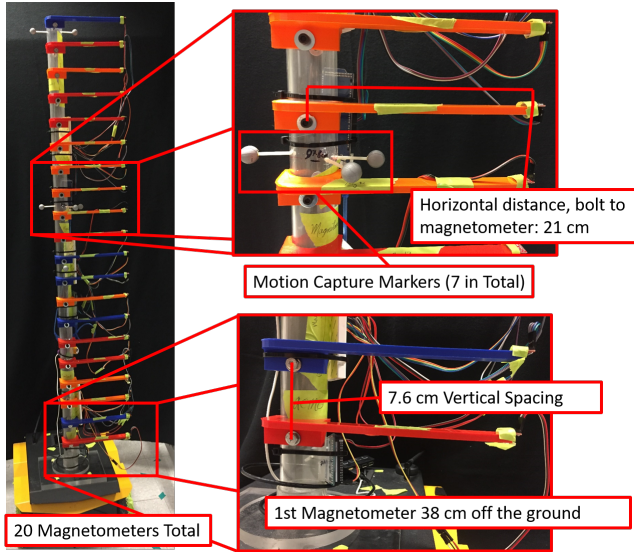 Horizontal distance, bolt to
magnetometer: 21 cm
Motion Capture Markers (7 in Total)
7.6 cm Vertical Spacing
1st Magnetometer 38 cm off the ground
20 Magnetometers Total